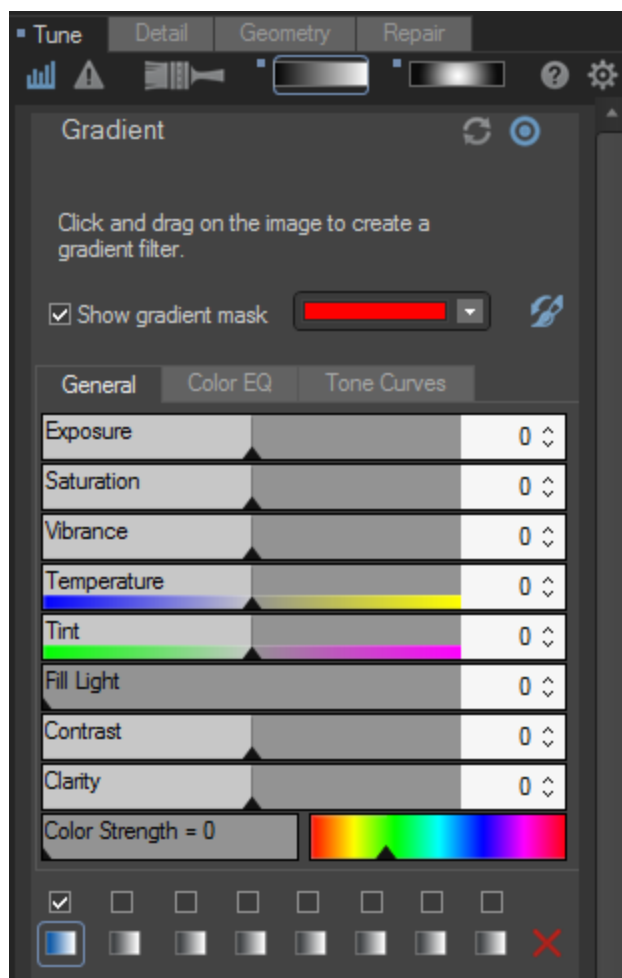 Tune Detail Geometry Repair
?
Gradient
Click and drag on the image to create a
gradient filter.
Show gradient mask
General Color EQ Tone Curves
Exposure 0
Saturation 0
Vibrance 0
Temperature 0
Tint 0
Fill Light 0
Contrast 0
Clarity 0
Color Strength = 0